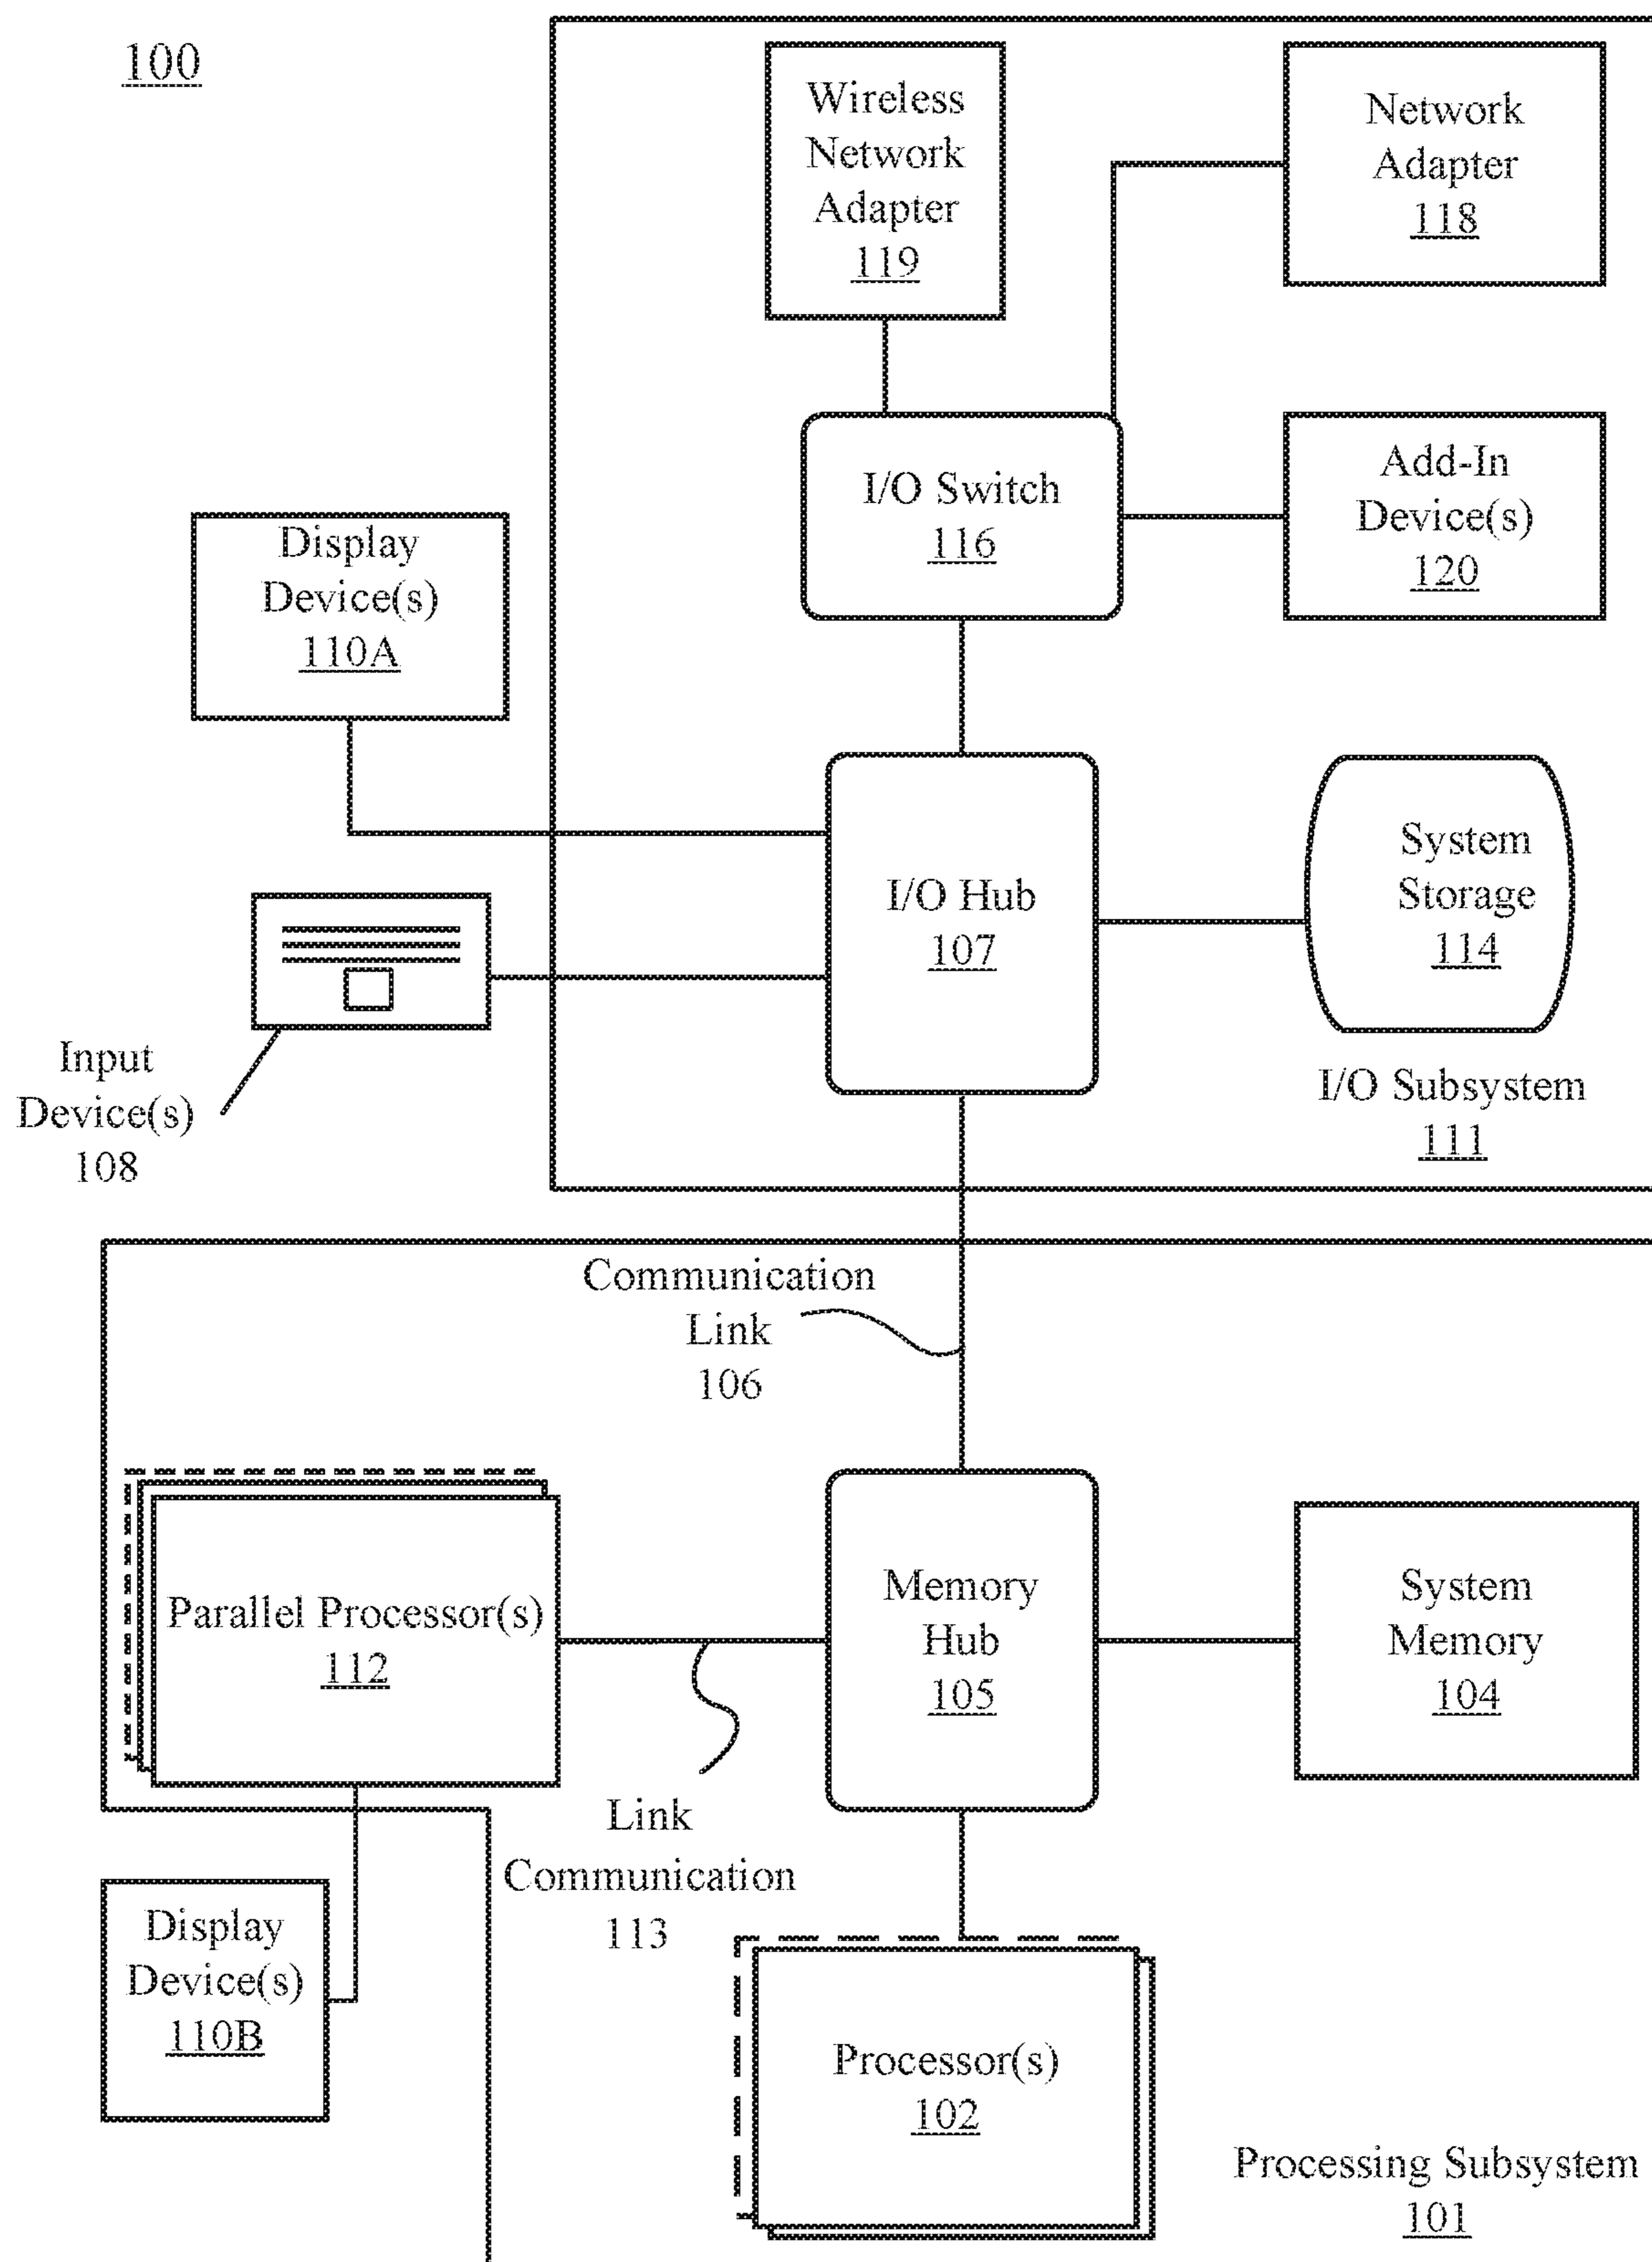 100
Wireless
Network
Adapter
119
Network
Adapter
118
I/O Switch
116
Add-In
Device(s)
120
Display
Device(s)
110A
I/O Hub
107
System
Storage
114
Input
Device(s)
108
I/O Subsystem
111
Communication
Link
106
Parallel Processor(s)
112
Memory
Hub
105
System
Memory
104
Link
Communication
113
Display
Device(s)
110B
Processor(s)
102
Processing Subsystem
101